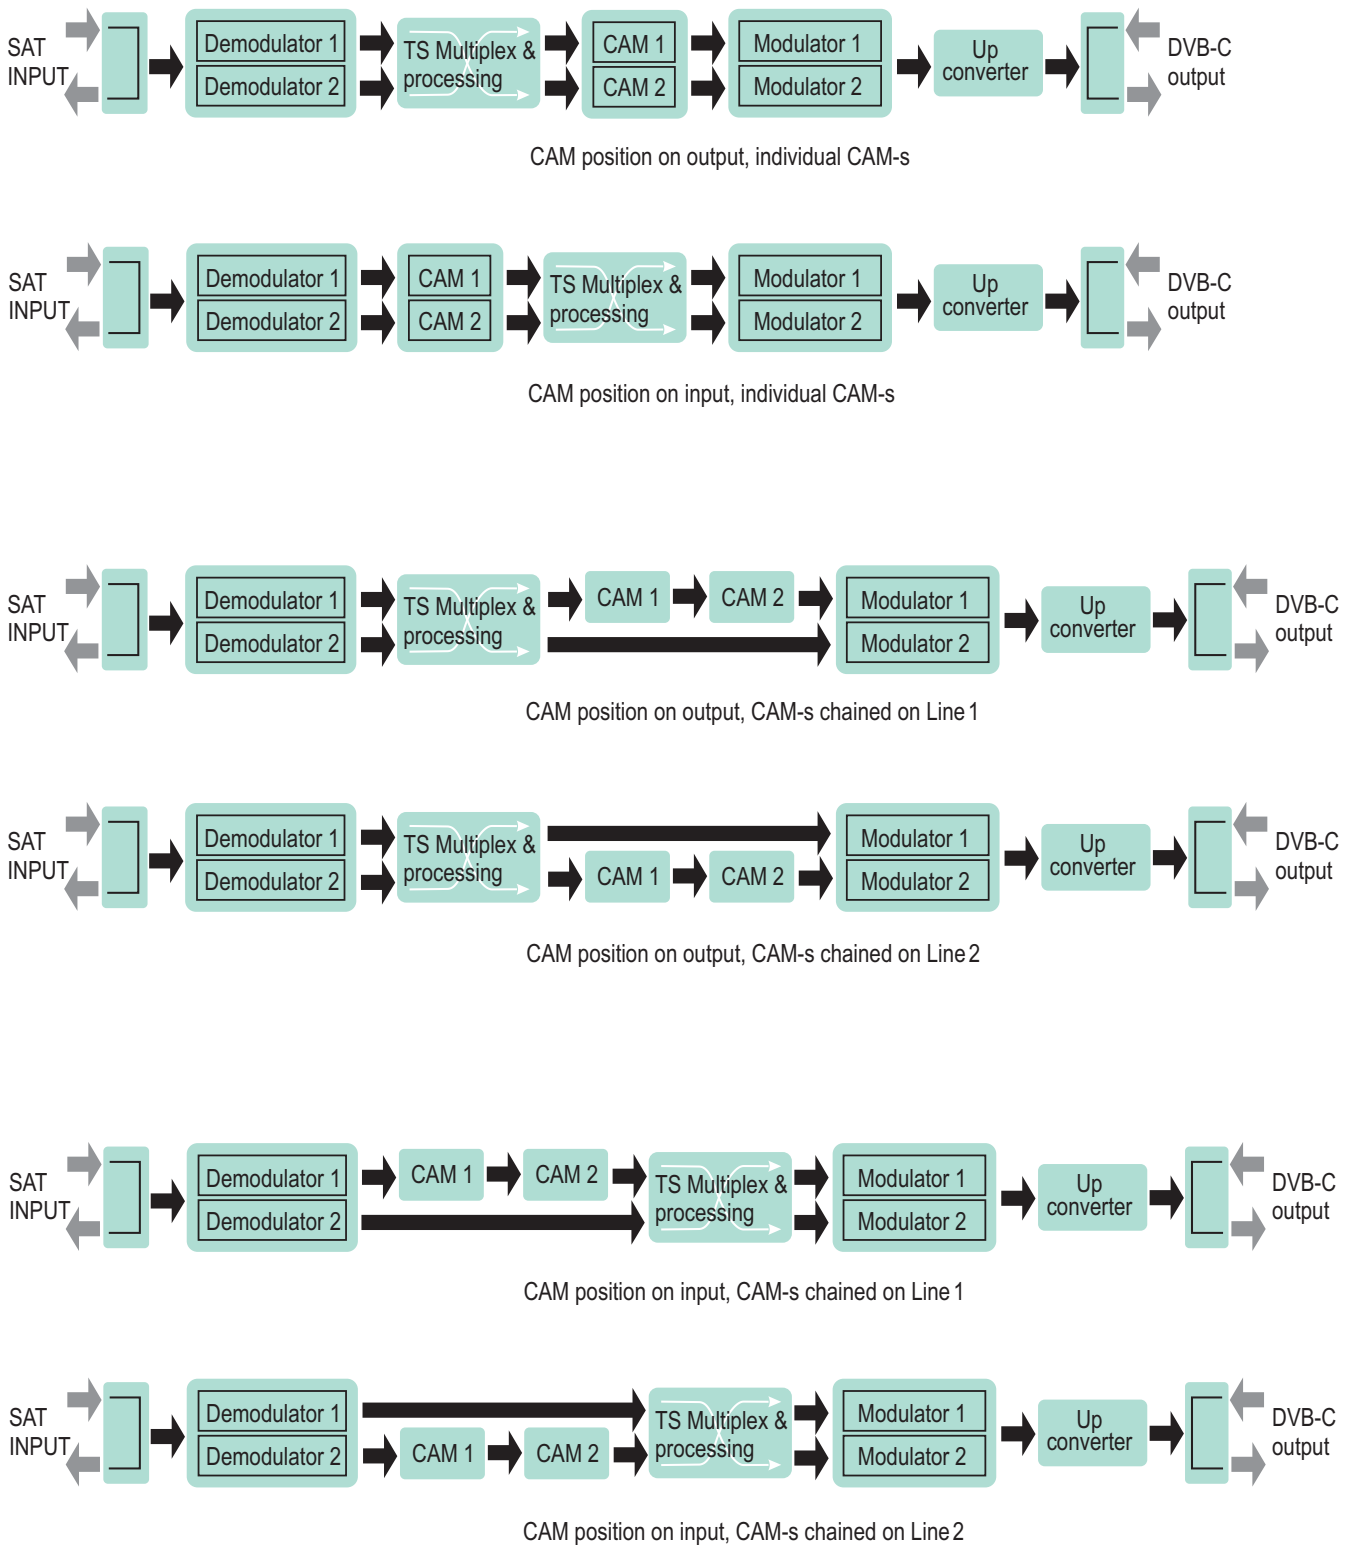 SAT
INPUT
Demodulator 1
Demodulator 2
TS Multiplex &
processing
CAM 1
CAM 2
Modulator 1
Modulator 2
Up
converter
DVB-C
output
CAM position on output, individual CAM-s
SAT
INPUT
Demodulator 1
Demodulator 2
CAM 1
CAM 2
TS Multiplex &
processing
Modulator 1
Modulator 2
Up
converter
DVB-C
output
CAM position on input, individual CAM-s
SAT
INPUT
Demodulator 1
Demodulator 2
TS Multiplex &
processing
CAM 1
CAM 2
Modulator 1
Modulator 2
Up
converter
DVB-C
output
CAM position on output, CAM-s chained on Line 1
SAT
INPUT
Demodulator 1
Demodulator 2
TS Multiplex &
processing
CAM 1
CAM 2
Modulator 1
Modulator 2
Up
converter
DVB-C
output
CAM position on output, CAM-s chained on Line 2
SAT
INPUT
Demodulator 1
Demodulator 2
CAM 1
CAM 2
TS Multiplex &
processing
Modulator 1
Modulator 2
Up
converter
DVB-C
output
CAM position on input, CAM-s chained on Line 1
SAT
INPUT
Demodulator 1
Demodulator 2
CAM 1
CAM 2
TS Multiplex &
processing
Modulator 1
Modulator 2
Up
converter
DVB-C
output
CAM position on input, CAM-s chained on Line 2